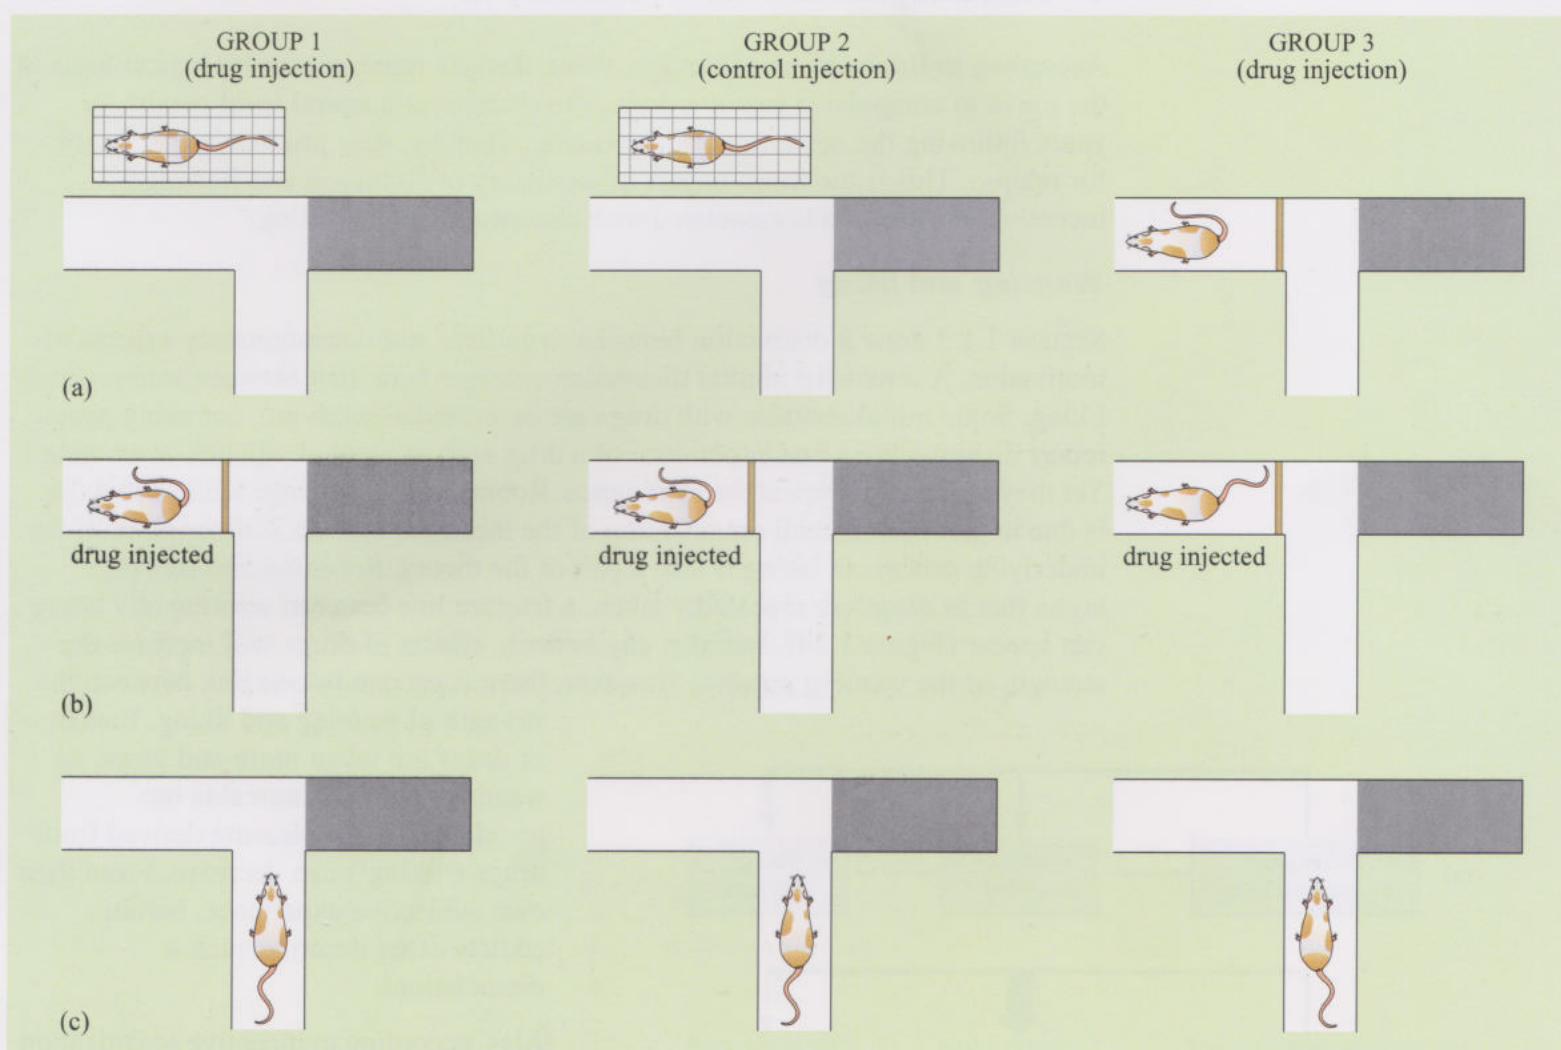 GROUP 1
(drug injection)
GROUP 2
(control injection)
GROUP 3
(drug injection)
(a)
drug injected
drug injected
drug injected
(b)
(c)